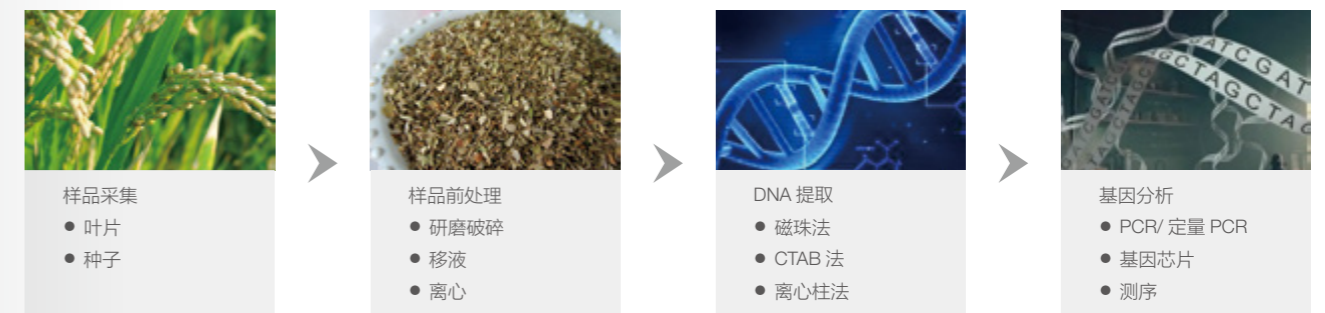 样品采集
● 叶片
● 种子
样品前处理
● 研磨破碎
● 移液
● 离心
DNA 提取
● 磁珠法
● CTAB 法
● 离心柱法
GATCGAT
GCTAGCTAG
基因分析
● PCR/ 定量 PCR
● 基因芯片
● 测序